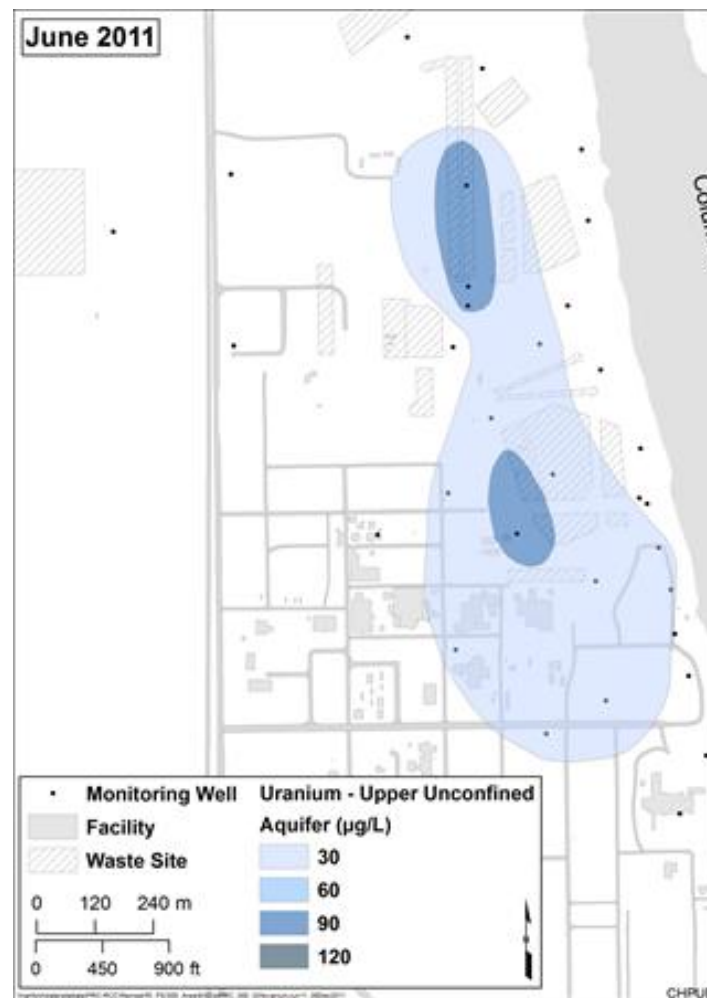 June 2011
Colu
Monitoring Well
Facility
Waste Site
0 120 240 m
0 450 900 ft
Uranium - Upper Unconfined
Aquifer (µg/L)
30
60
90
120
CHPU